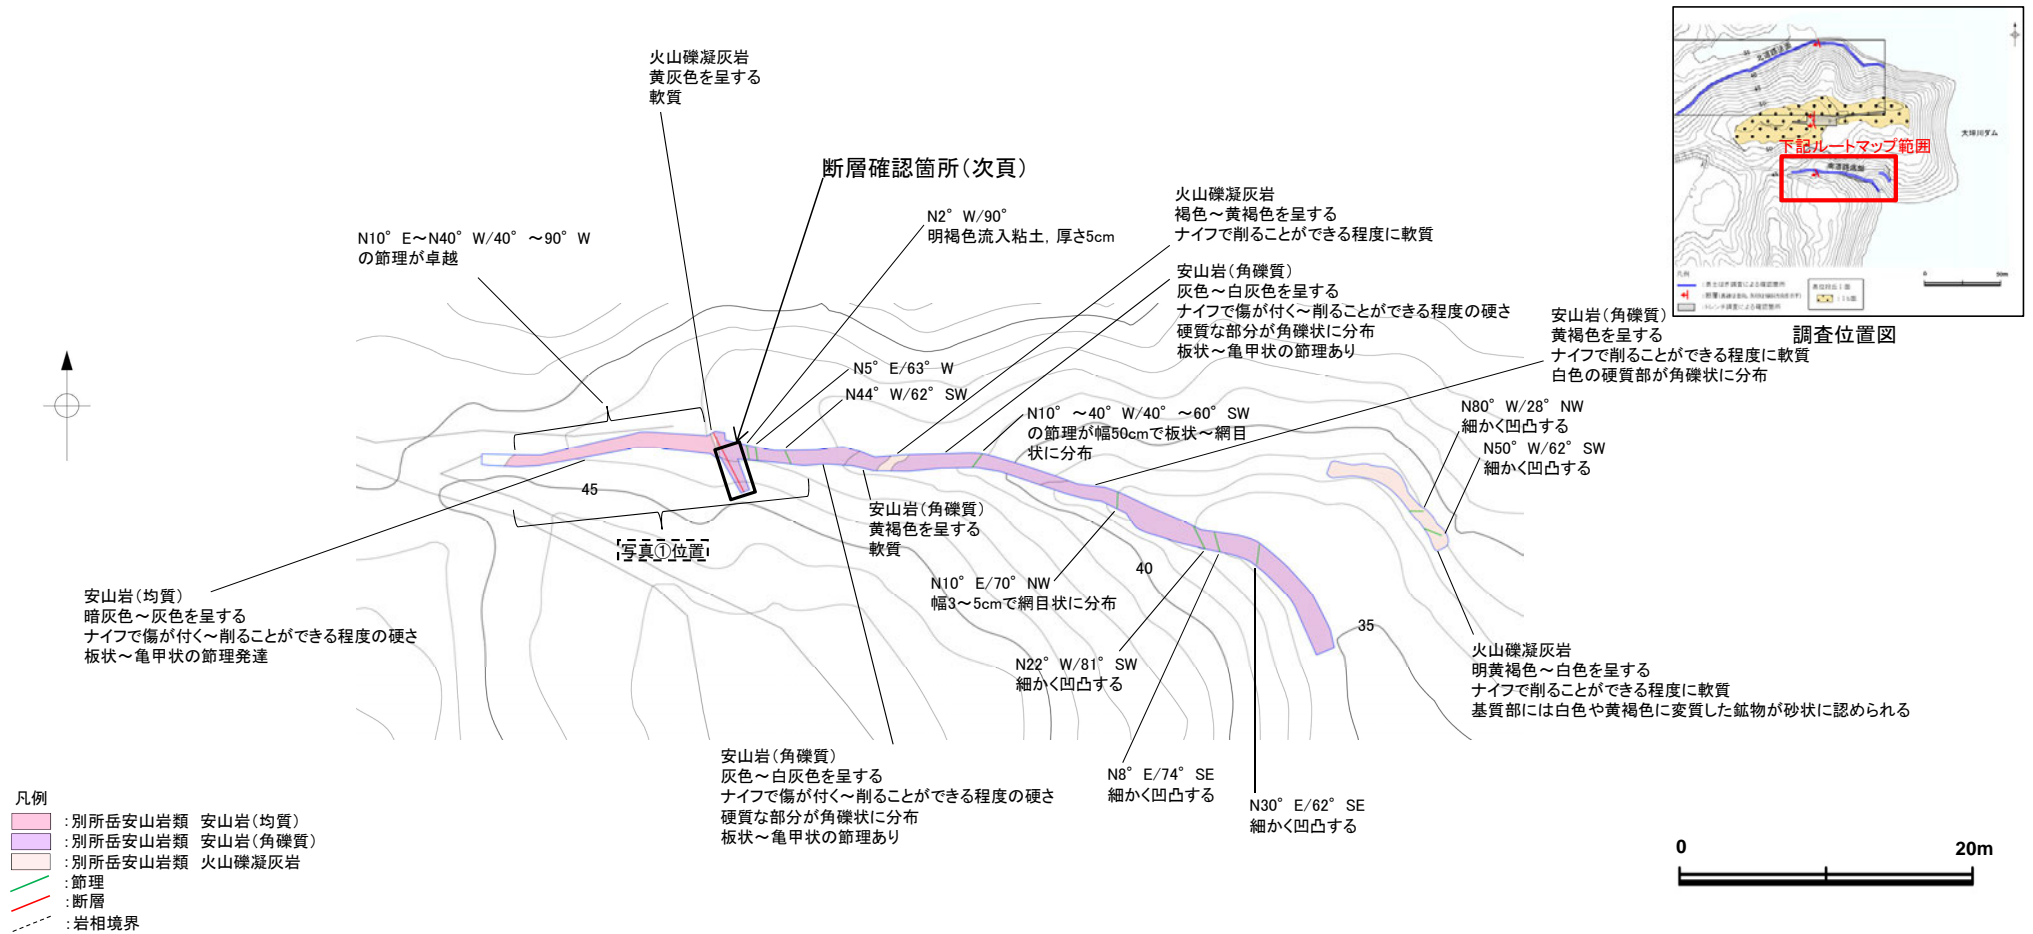 火山礫凝灰岩
黄灰色を呈する
軟質
断層確認箇所(次頁)
N10° E～N40° W/40° ～90° W
の節理が卓越
N2° W/90°
明褐色流入粘土, 厚さ5cm
火山礫凝灰岩
褐色～黄褐色を呈する
ナイフで削ることができる程度に軟質
安山岩(角礫質)
灰色～白灰色を呈する
ナイフで傷が付く～削ることができる程度の硬さ
硬質な部分が角礫状に分布
板状～亀甲状の節理あり
安山岩(角礫質)
黄褐色を呈する
ナイフで削ることができる程度に軟質
白色の硬質部が角礫状に分布
N5° E/63° W
N44° W/62° SW
N10° ～40° W/40° ～60° SW
の節理が幅50cmで板状～網目
状に分布
N80° W/28° NW
細かく凹凸する
N50° W/62° SW
細かく凹凸する
45
写真①位置
安山岩(角礫質)
黄褐色を呈する
軟質
40
N10° E/70° NW
幅3～5cmで網目状に分布
35
安山岩(均質)
暗灰色～灰色を呈する
ナイフで傷が付く～削ることができる程度の硬さ
板状～亀甲状の節理発達
N22° W/81° SW
細かく凹凸する
火山礫凝灰岩
明黄褐色～白色を呈する
ナイフで削ることができる程度に軟質
基質部には白色や黄褐色に変質した鉱物が砂状に認められる
安山岩(角礫質)
灰色～白灰色を呈する
ナイフで傷が付く～削ることができる程度の硬さ
硬質な部分が角礫状に分布
板状～亀甲状の節理あり
N8° E/74° SE
細かく凹凸する
N30° E/62° SE
細かく凹凸する
凡例
:別所岳安山岩類 安山岩(均質)
:別所岳安山岩類 安山岩(角礫質)
:別所岳安山岩類 火山礫凝灰岩
:節理
:断層
:岩相境界
0 20m
大坪川ダム
下記ルートマップ範囲
凡例
0 50m
調査位置図